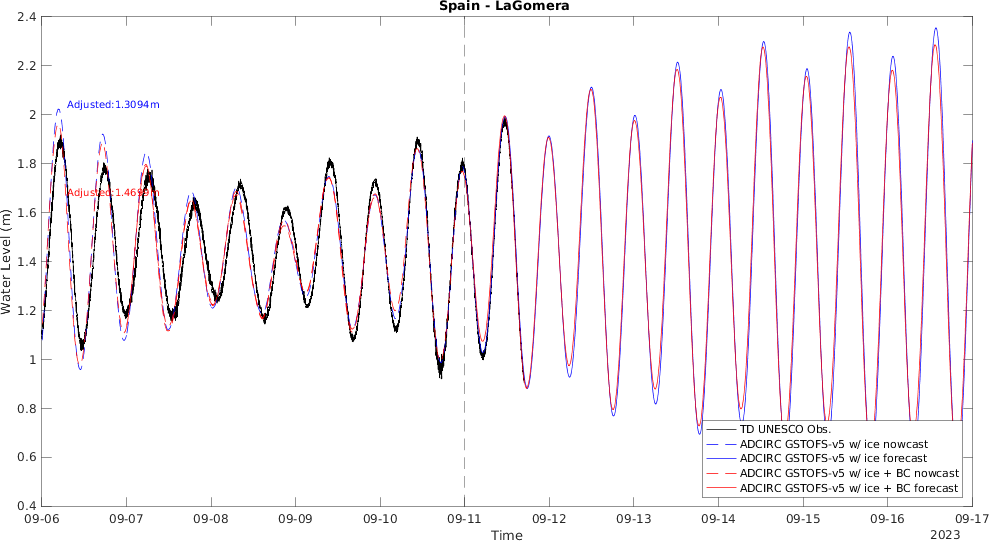 Spain - LaGomera
2.4
2.2
2
1.8
1.6
1.4
1.2
1
0.8
0.6
0.4
Water Level (m)
Adjusted:1.3094m
Adjusted:1.4699m
TD UNESCO Obs.
ADCIRC GSTOFS-v5 w/ ice nowcast
ADCIRC GSTOFS-v5 w/ ice forecast
ADCIRC GSTOFS-v5 w/ ice + BC nowcast
ADCIRC GSTOFS-v5 w/ ice + BC forecast
09-06 09-07 09-08 09-09 09-10 09-11 09-12 09-13 09-14 09-15 09-16 09-17
Time
2023